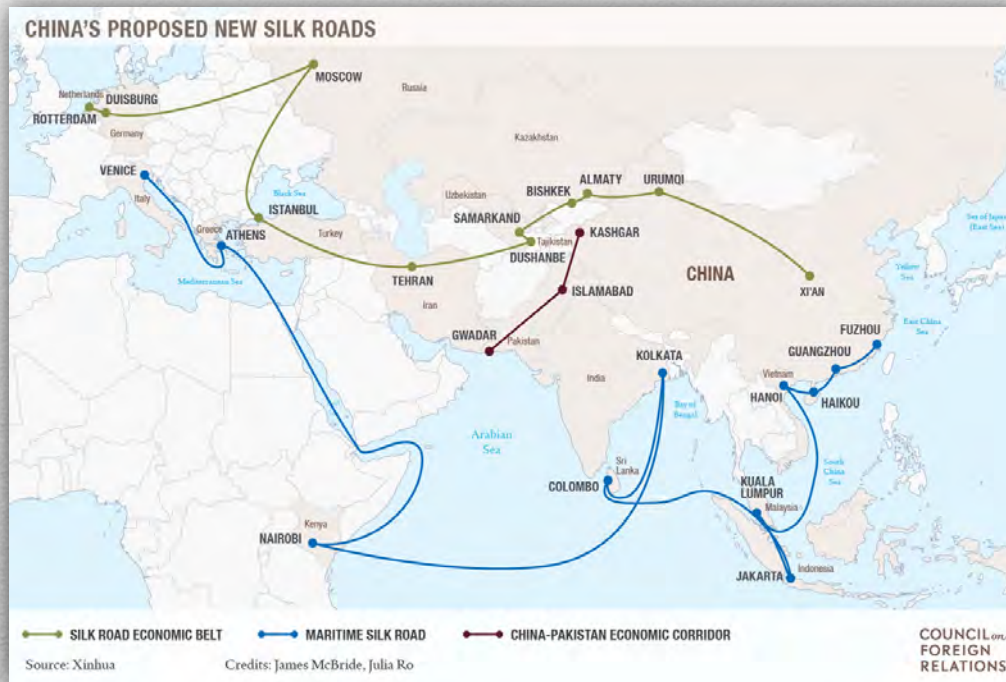 CHINA'S PROPOSED NEW SILK ROADS
MOSCOW
Russia
Netherlands
DUISBURG
ROTTERDAM
Germany
Kazakhstan
VENICE
Italy
Black Sea
ISTANBUL
Uzbekistan
BISHKEK
ALMATY
URUMQI
SAMARKAND
Greece
ATHENS
Turkey
Tajikistan
KASHGAR
DUSHANBE
Sea of Japan
(East Sea)
Mediterranean Sea
TEHRAN
Iran
ISLAMABAD
CHINA
XI'AN
Yellow
Sea
East China
Sea
GWADAR
Pakistan
KOLKATA
FUZHOU
GUANGZHOU
India
Vietnam
HANOI
HAIKOU
Bay of
Bengal
Arabian
Sea
Sri
Lanka
COLOMBO
South
China
Sea
KUALA
LUMPUR
Malaysia
Kenya
NAIROBI
JAKARTA
Indonesia
SILK ROAD ECONOMIC BELT
MARITIME SILK ROAD
CHINA-PAKISTAN ECONOMIC CORRIDOR
Source: Xinhua
Credits: James McBride, Julia Ro
COUNCIL on
FOREIGN
RELATIONS